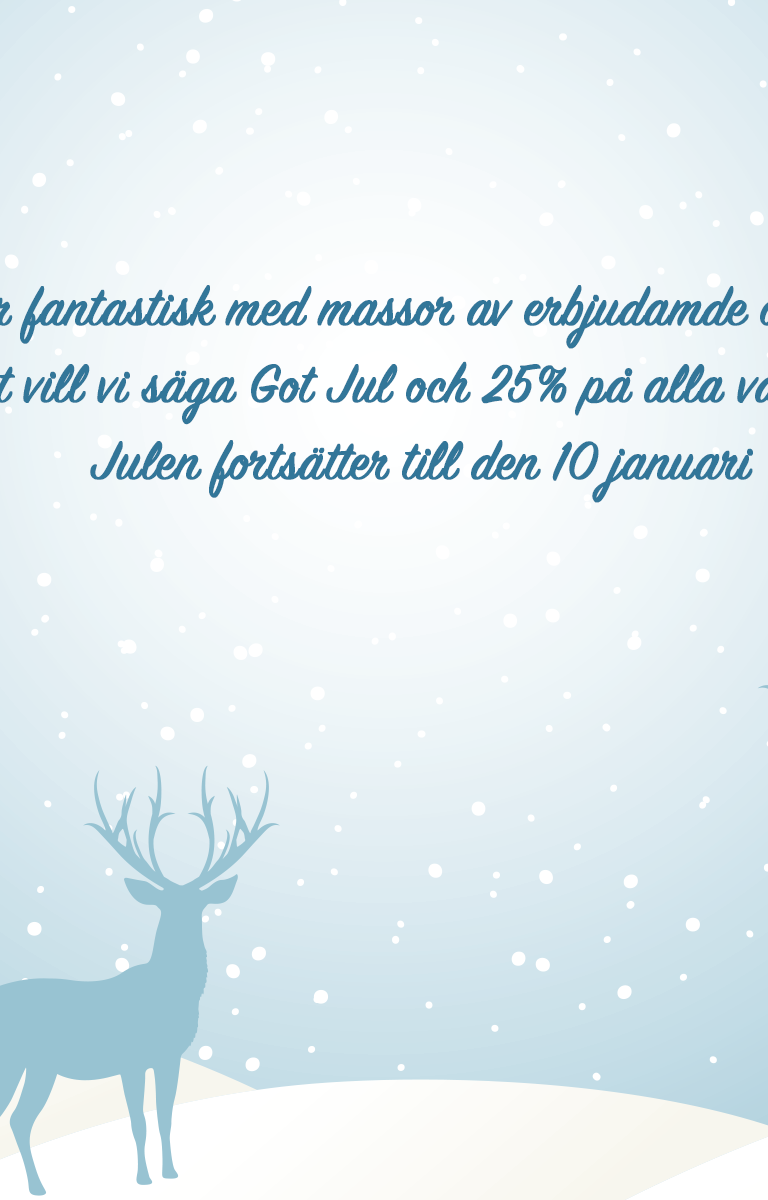 fantastisk med massor av erbjudamde
vill vi säga Got Jul och 25% på alla
Julen fortsätter till den 10 januari